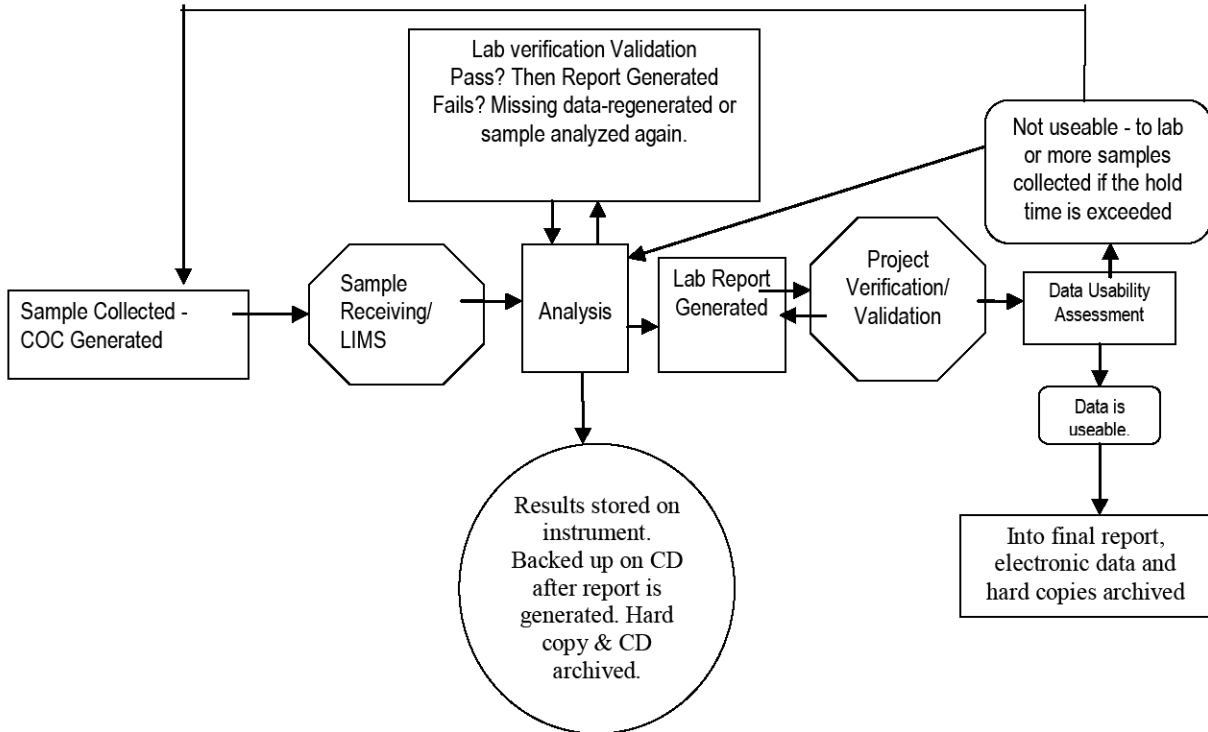 Lab verification Validation
Pass? Then Report Generated
Fails? Missing data-regenerated or
sample analyzed again.
Not useable - to lab
or more samples
collected if the hold
time is exceeded
Sample Collected -
COC Generated
Sample
Receiving/
LIMS
Analysis
Lab Report
Generated
Project
Verification/
Validation
Data Usability
Assessment
Data is
useable.
Results stored on
instrument.
Backed up on CD
after report is
generated. Hard
copy & CD
archived.
Into final report,
electronic data and
hard copies archived